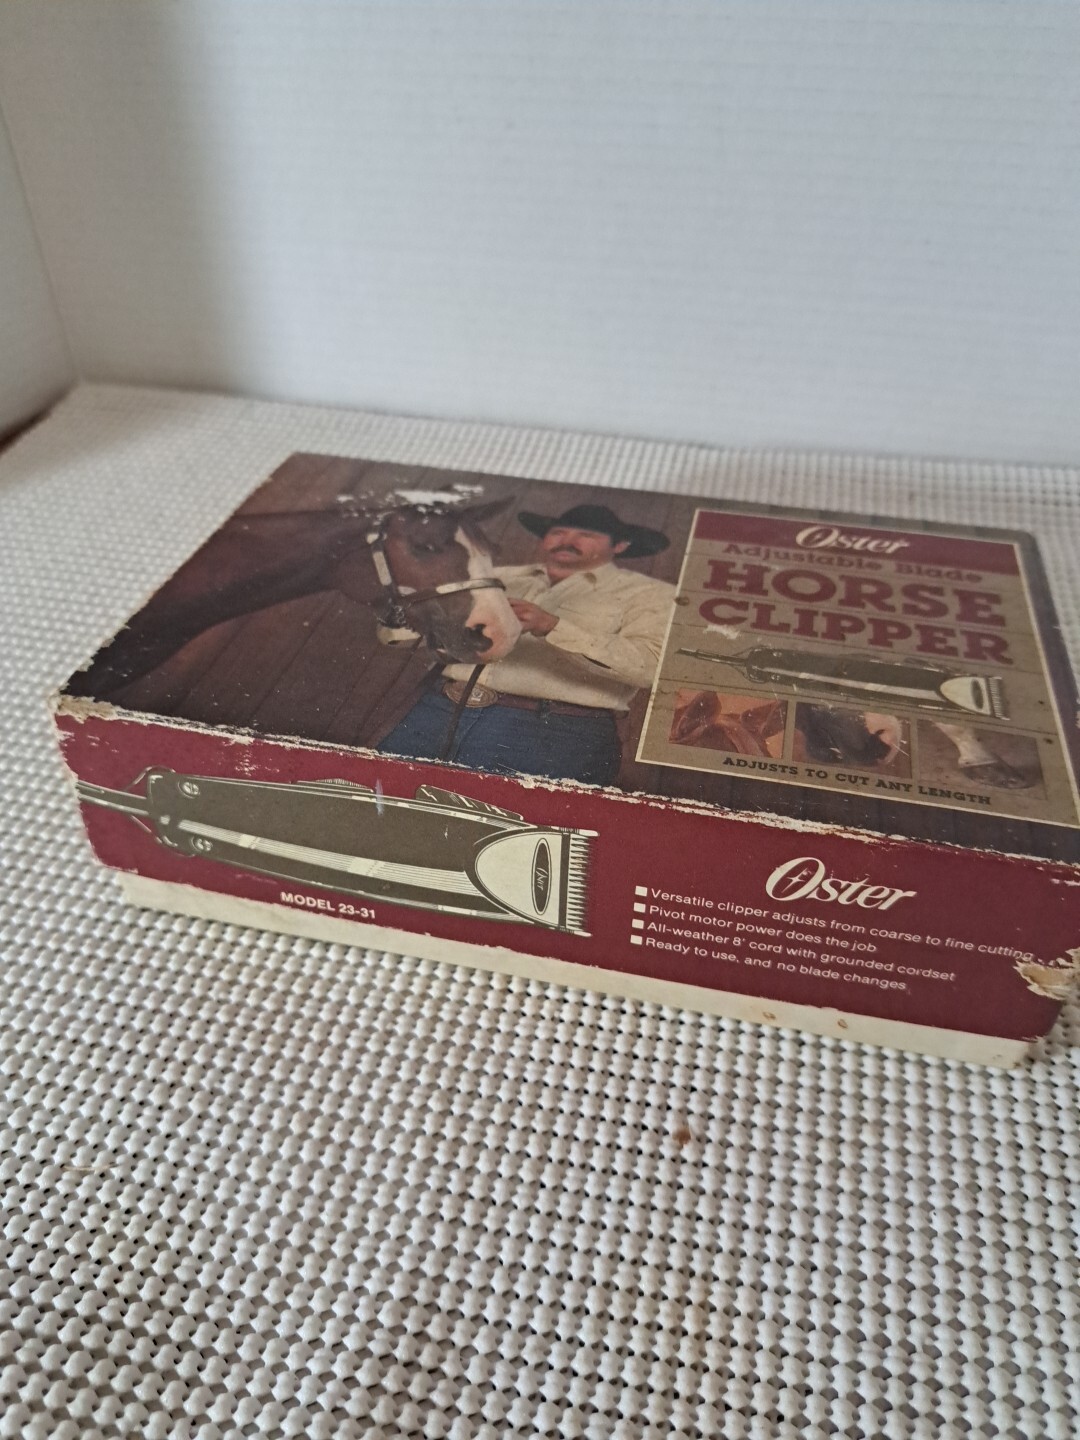 Oster
Adjustable Blade
HORSE
CLIPPER
ADJUSTS TO CUT ANY LENGTH
Oster
MODEL 23-31
Oster
Versatile clipper adjusts from coarse to fine cutting
Pivot motor power does the job
All-weather 8' cord with grounded cordset
Ready to use, and no blade changes